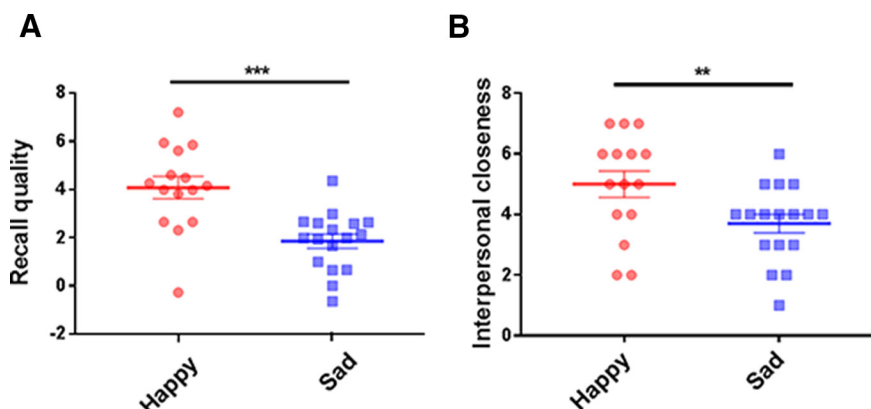 A
B
***
**
Recall quality
8
6
4
2
0
-2
Happy
Sad
Interpersonal closeness
8
6
4
2
0
Happy
Sad